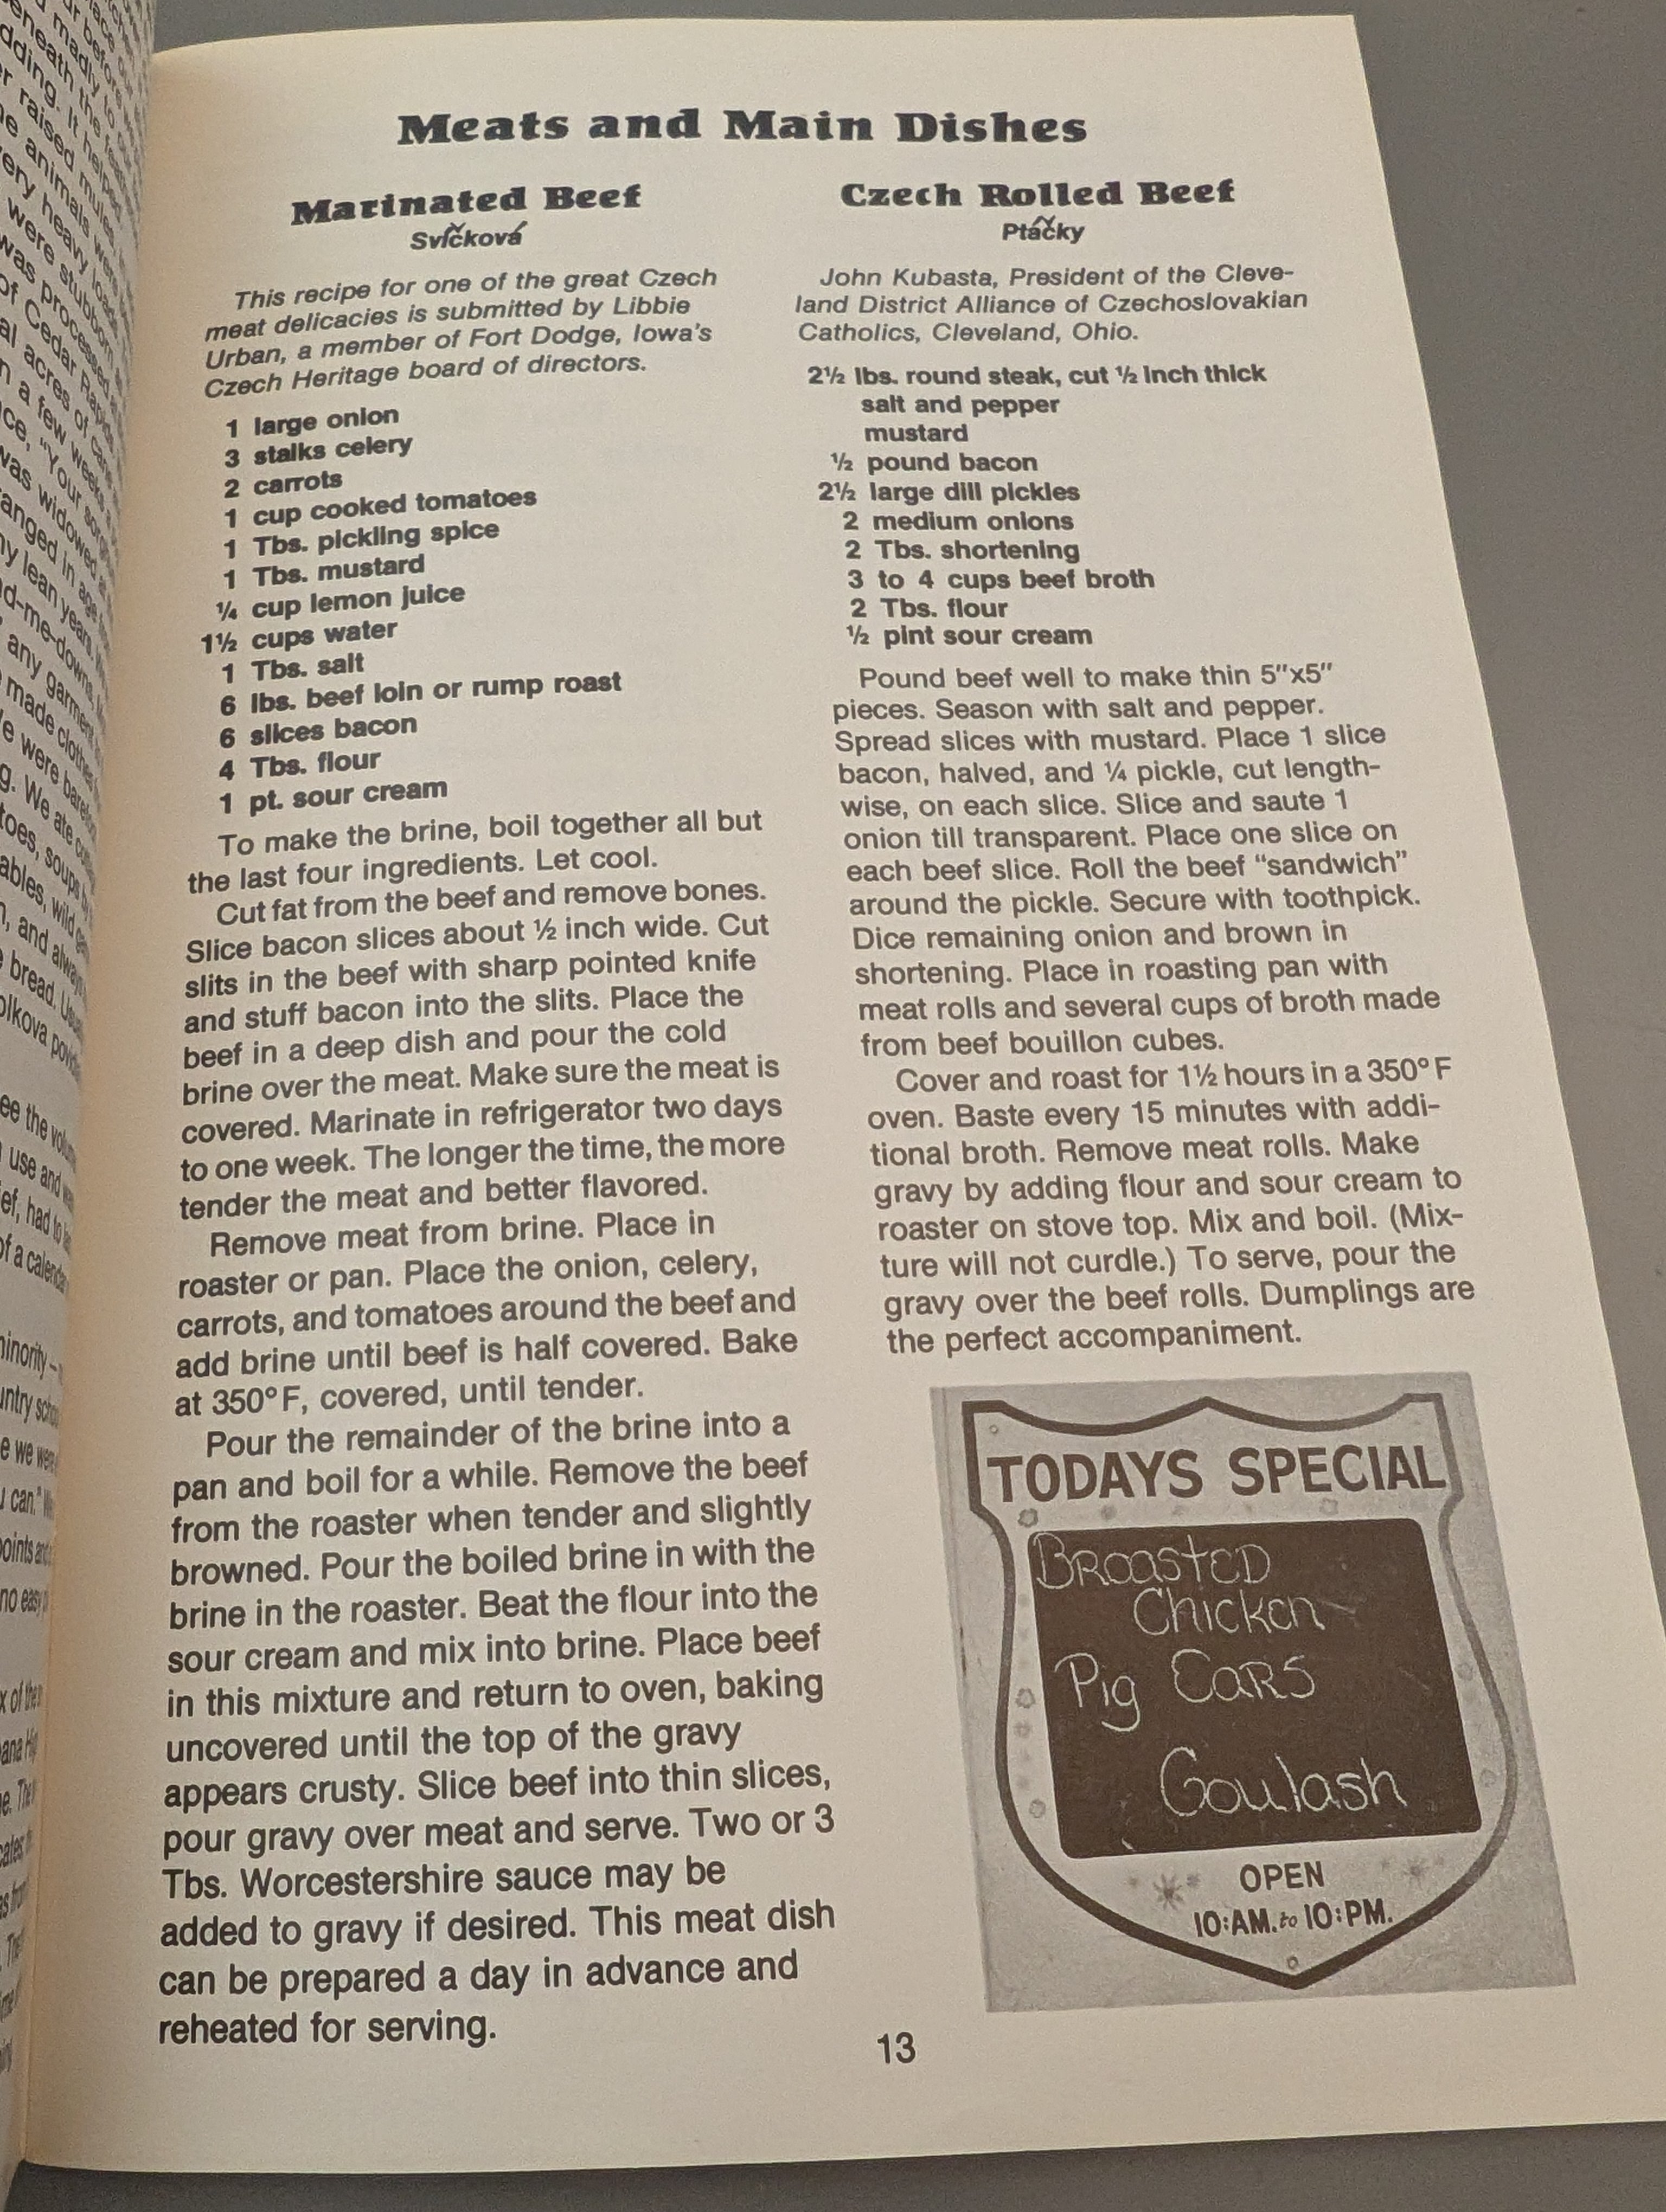 Meats and Main Dishes
Marinated Beef
Svíčková
This recipe for one of the great Czech
meat delicacies is submitted by Libbie
Urban, a member of Fort Dodge, Iowa's
Czech Heritage board of directors.
1 large onion
3 stalks celery
2 carrots
1 cup cooked tomatoes
1 Tbs. pickling spice
1 Tbs. mustard
¼ cup lemon juice
1½ cups water
1 Tbs. salt
6 lbs. beef loin or rump roast
6 slices bacon
4 Tbs. flour
1 pt. sour cream
To make the brine, boil together all but
the last four ingredients. Let cool.
Cut fat from the beef and remove bones.
Slice bacon slices about ½ inch wide. Cut
slits in the beef with sharp pointed knife
and stuff bacon into the slits. Place the
beef in a deep dish and pour the cold
brine over the meat. Make sure the meat is
covered. Marinate in refrigerator two days
to one week. The longer the time, the more
tender the meat and better flavored.
Remove meat from brine. Place in
roaster or pan. Place the onion, celery,
carrots, and tomatoes around the beef and
add brine until beef is half covered. Bake
at 350°F, covered, until tender.
Pour the remainder of the brine into a
pan and boil for a while. Remove the beef
from the roaster when tender and slightly
browned. Pour the boiled brine in with the
brine in the roaster. Beat the flour into the
sour cream and mix into brine. Place beef
in this mixture and return to oven, baking
uncovered until the top of the gravy
appears crusty. Slice beef into thin slices,
pour gravy over meat and serve. Two or 3
Tbs. Worcestershire sauce may be
added to gravy if desired. This meat dish
can be prepared a day in advance and
reheated for serving.
Czech Rolled Beef
Ptáčky
John Kubasta, President of the Cleve-
land District Alliance of Czechoslovakian
Catholics, Cleveland, Ohio.
2½ lbs. round steak, cut ½ inch thick
salt and pepper
mustard
½ pound bacon
2½ large dill pickles
2 medium onions
2 Tbs. shortening
3 to 4 cups beef broth
2 Tbs. flour
½ pint sour cream
Pound beef well to make thin 5"x5"
pieces. Season with salt and pepper.
Spread slices with mustard. Place 1 slice
bacon, halved, and ¼ pickle, cut length-
wise, on each slice. Slice and saute 1
onion till transparent. Place one slice on
each beef slice. Roll the beef "sandwich"
around the pickle. Secure with toothpick.
Dice remaining onion and brown in
shortening. Place in roasting pan with
meat rolls and several cups of broth made
from beef bouillon cubes.
Cover and roast for 1½ hours in a 350°F
oven. Baste every 15 minutes with addi-
tional broth. Remove meat rolls. Make
gravy by adding flour and sour cream to
roaster on stove top. Mix and boil. (Mix-
ture will not curdle.) To serve, pour the
gravy over the beef rolls. Dumplings are
the perfect accompaniment.
TODAYS SPECIAL
BROASTED
Chicken
Pig EARS
Goulash
OPEN
10:AM. to 10:PM.
13